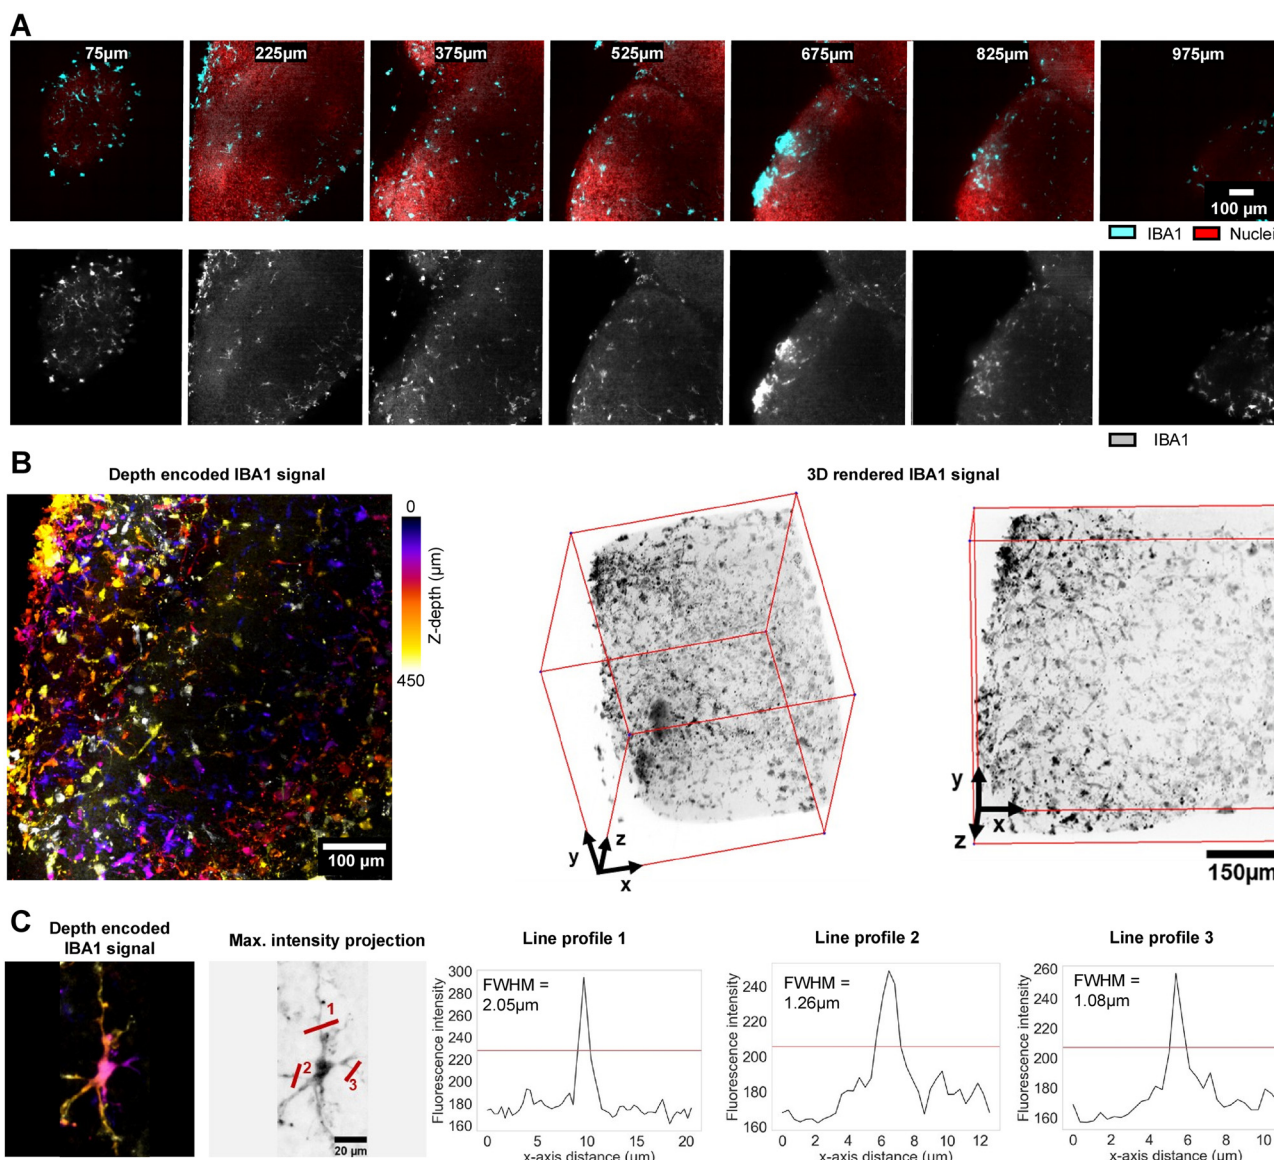 A
75µm 225µm 375µm 525µm 675µm 825µm 975µm
100 µm
IBA1 Nuclei
IBA1
B
Depth encoded IBA1 signal
3D rendered IBA1 signal
0
Z-depth (µm)
450
100 µm
y
z
x
y
x
z
150µm
C
Depth encoded
IBA1 signal
Max. intensity projection
1
2
3
20 µm
Line profile 1
FWHM =
2.05µm
Fluorescence intensity
300
280
260
240
220
200
180
160
0 5 10 15 20
x-axis distance (µm)
Line profile 2
FWHM =
1.26µm
Fluorescence intensity
240
220
200
180
160
0 2 4 6 8 10 12
x-axis distance (µm)
Line profile 3
FWHM =
1.08µm
Fluorescence intensity
260
240
220
200
180
160
0 2 4 6 8 10
x-axis distance (µm)